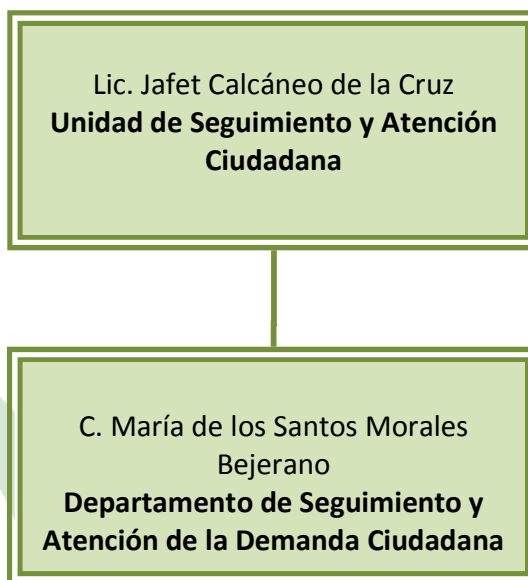 Lic. Jafet Calcáneo de la Cruz
Unidad de Seguimiento y Atención
Ciudadana
C. María de los Santos Morales
Bejerano
Departamento de Seguimiento y
Atención de la Demanda Ciudadana